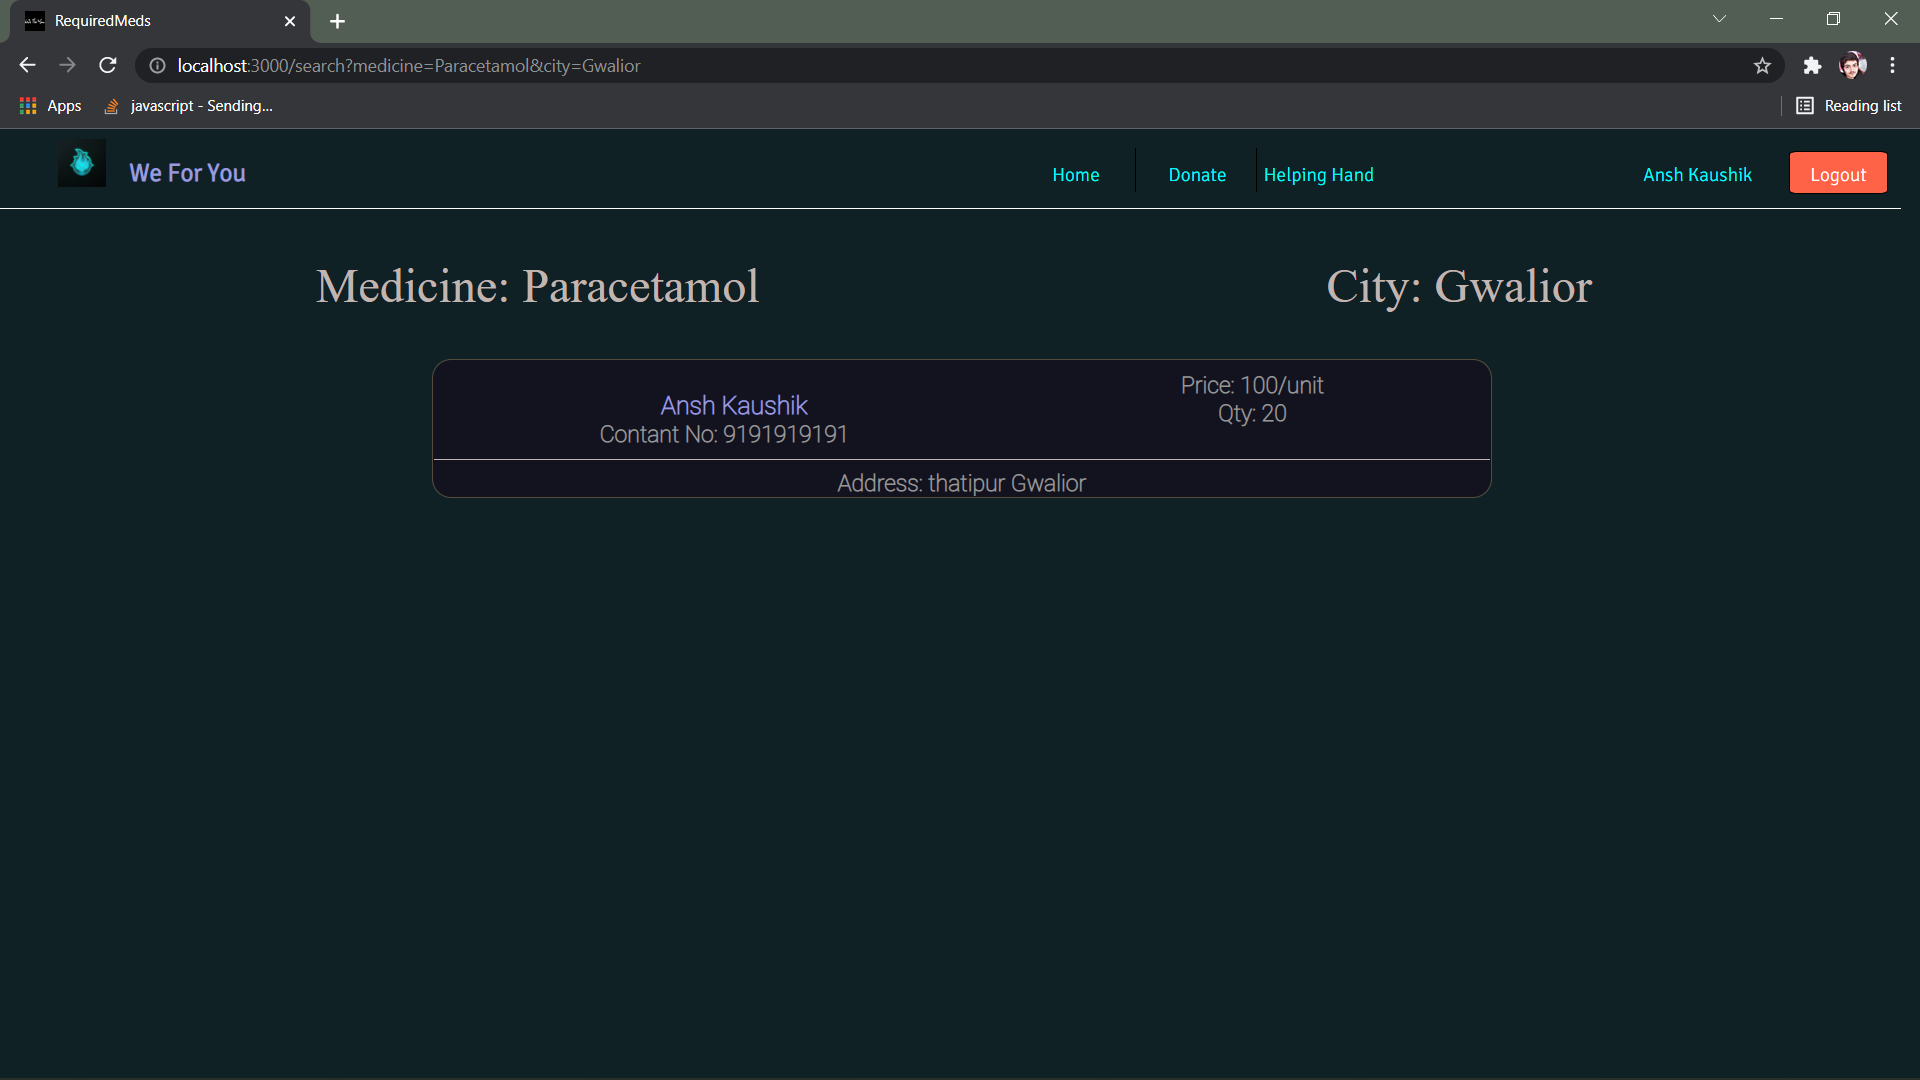 RequiredMeds
localhost:3000/search?medicine=Paracetamol&city=Gwalior
Apps
javascript - Sending...
Reading list
We For You
Home
Donate
Helping Hand
Ansh Kaushik
Logout
Medicine: Paracetamol
City: Gwalior
Ansh Kaushik
Contant No: 9191919191
Price: 100/unit
Qty: 20
Address: thatipur Gwalior